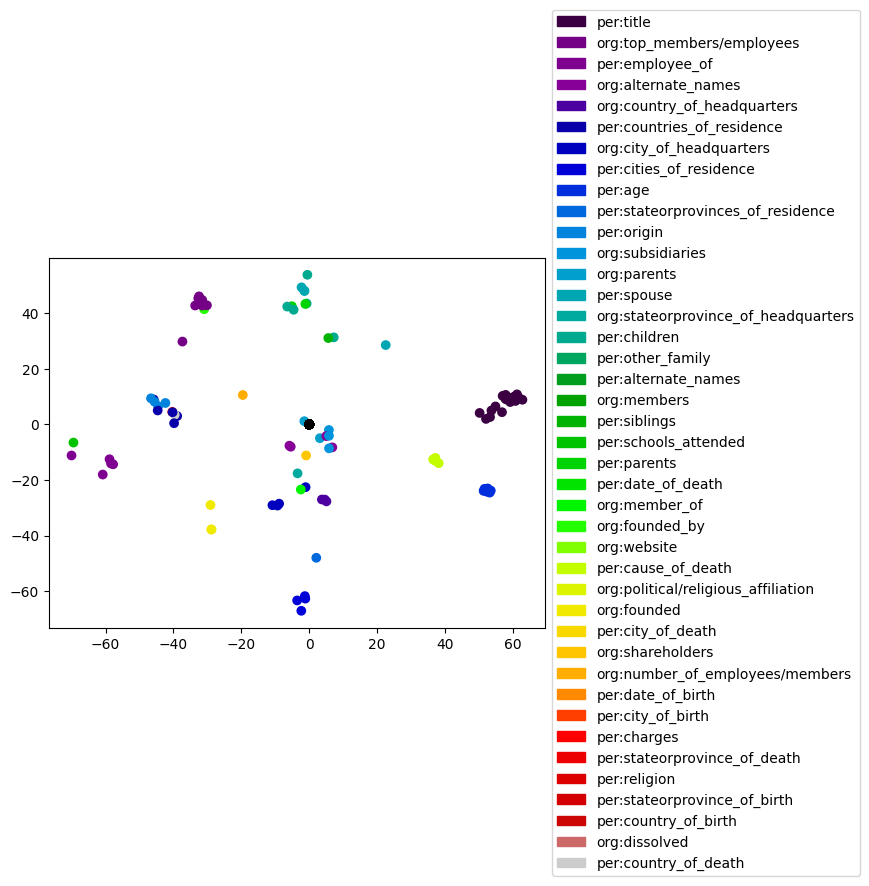 per:title
org:top_members/employees
per:employee_of
org:alternate_names
org:country_of_headquarters
per:countries_of_residence
org:city_of_headquarters
per:cities_of_residence
per:age
per:stateorprovinces_of_residence
per:origin
org:subsidiaries
org:parents
per:spouse
org:stateorprovince_of_headquarters
per:children
per:other_family
per:alternate_names
org:members
per:siblings
per:schools_attended
per:parents
per:date_of_death
org:member_of
org:founded_by
org:website
per:cause_of_death
org:political/religious_affiliation
org:founded
per:city_of_death
org:shareholders
org:number_of_employees/members
per:date_of_birth
per:city_of_birth
per:charges
per:stateorprovince_of_death
per:religion
per:stateorprovince_of_birth
per:country_of_birth
org:dissolved
per:country_of_death
40
20
0
−20
−40
−60
−60 −40 −20 0 20 40 60